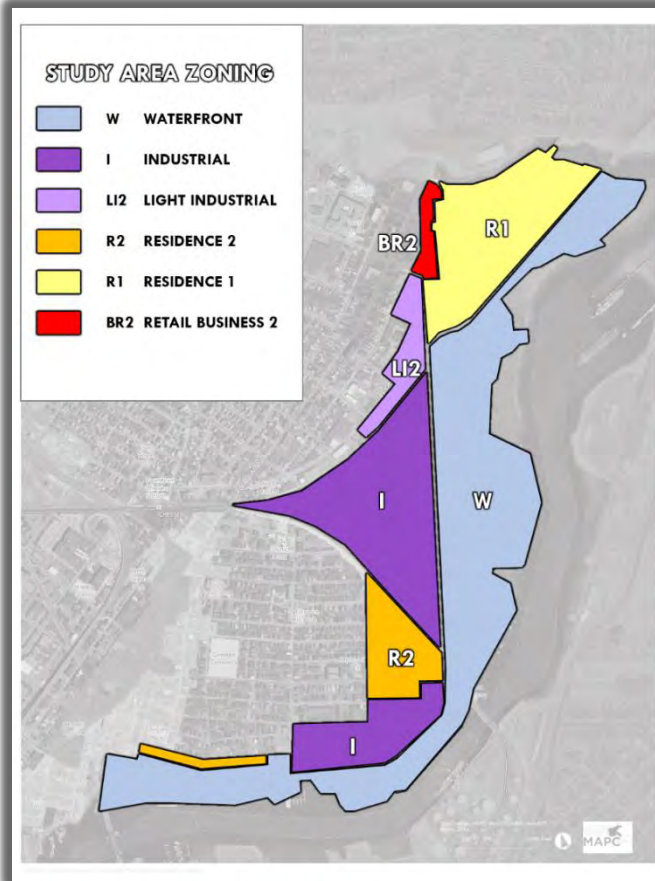 STUDY AREA ZONING
W WATERFRONT
I INDUSTRIAL
LI2 LIGHT INDUSTRIAL
R2 RESIDENCE 2
R1 RESIDENCE 1
BR2 RETAIL BUSINESS 2
R1
BR2
LI2
I
W
R2
I
MAPC